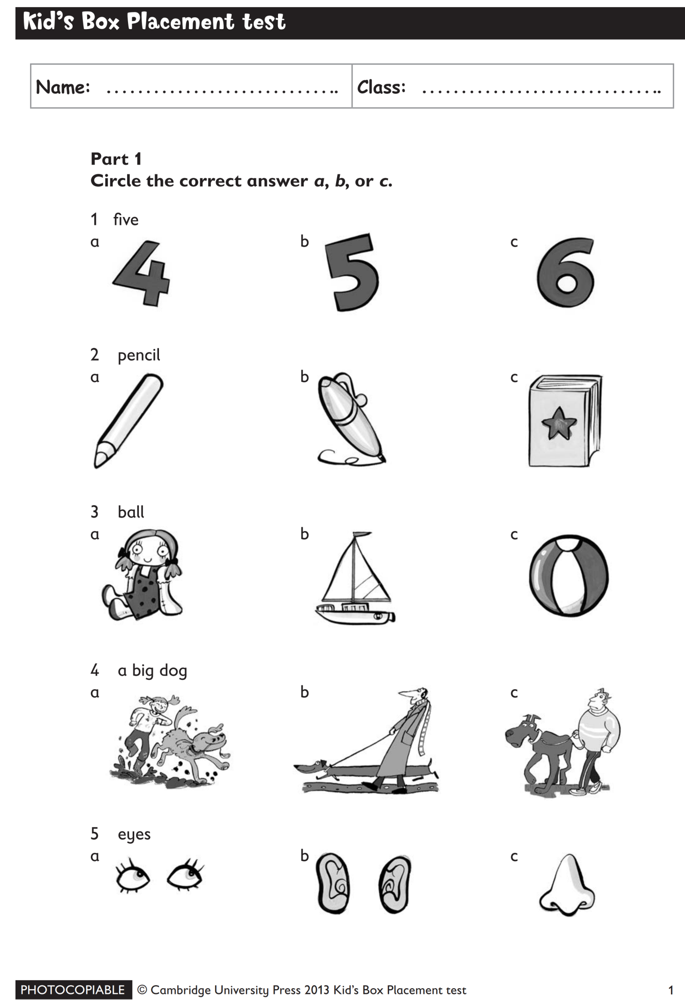 Kid's Box Placement test
Name: ................................
Class: ................................
Part 1
Circle the correct answer a, b, or c.
1 five
a
4
b
5
c
6
2 pencil
a
b
c
3 ball
a
b
c
4 a big dog
a
b
c
5 eyes
a
b
c
PHOTOCOPIABLE © Cambridge University Press 2013 Kid's Box Placement test 1